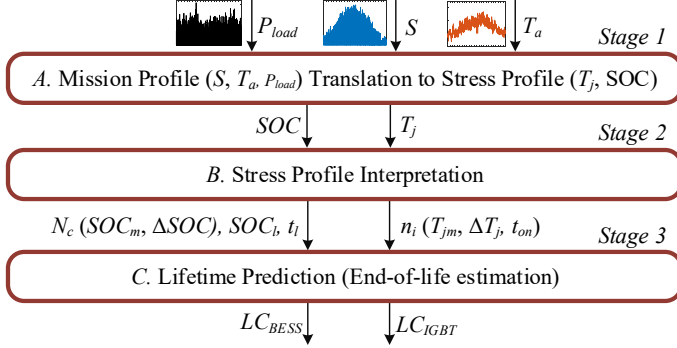 P_load S T_a
Stage 1
A. Mission Profile (S, T_a, P_load) Translation to Stress Profile (T_j, SOC)
SOC T_j
Stage 2
B. Stress Profile Interpretation
N_c (SOC_m, ΔSOC), SOC_l, t_l n_i (T_jm, ΔT_j, t_on)
Stage 3
C. Lifetime Prediction (End-of-life estimation)
LC_BESS LC_IGBT